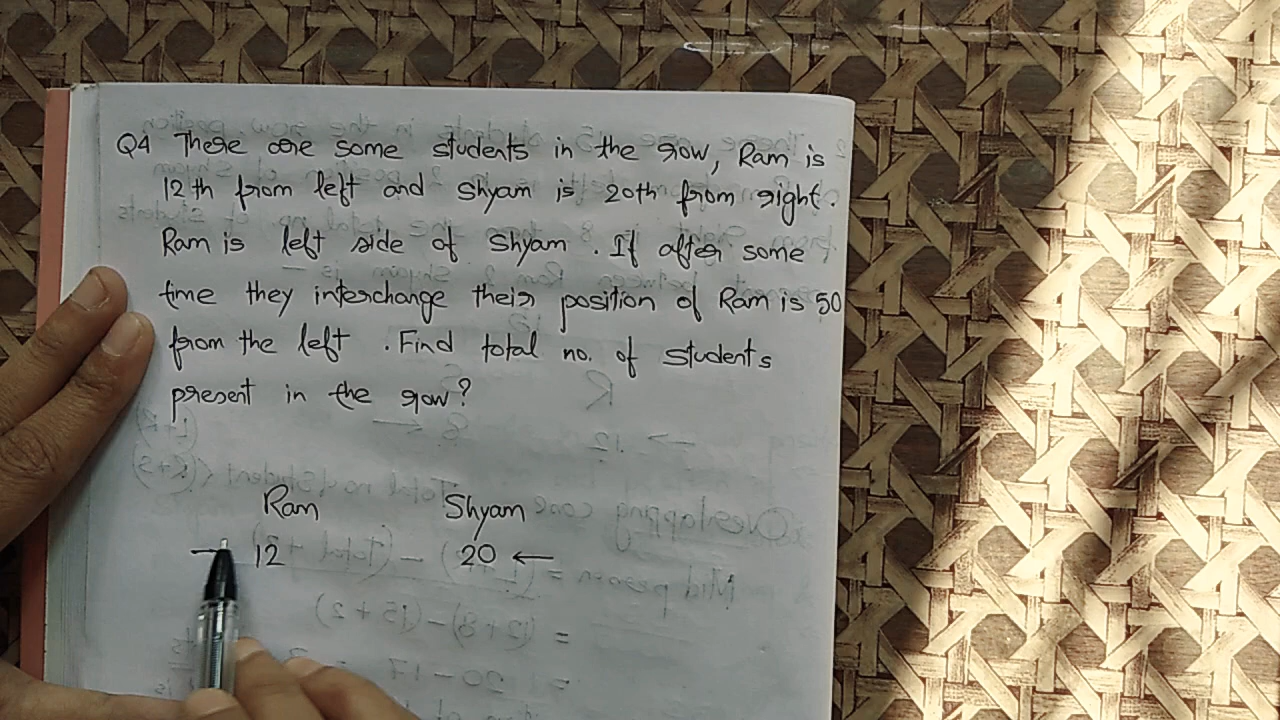 Q4 There are some students in the row, Ram is
12th from left and Shyam is 20th from right.
Ram is left side of Shyam. If after some
time they interchange their position of Ram is 50
from the left. Find total no. of students
present in the row?
Ram Shyam
→ 12 20 ←